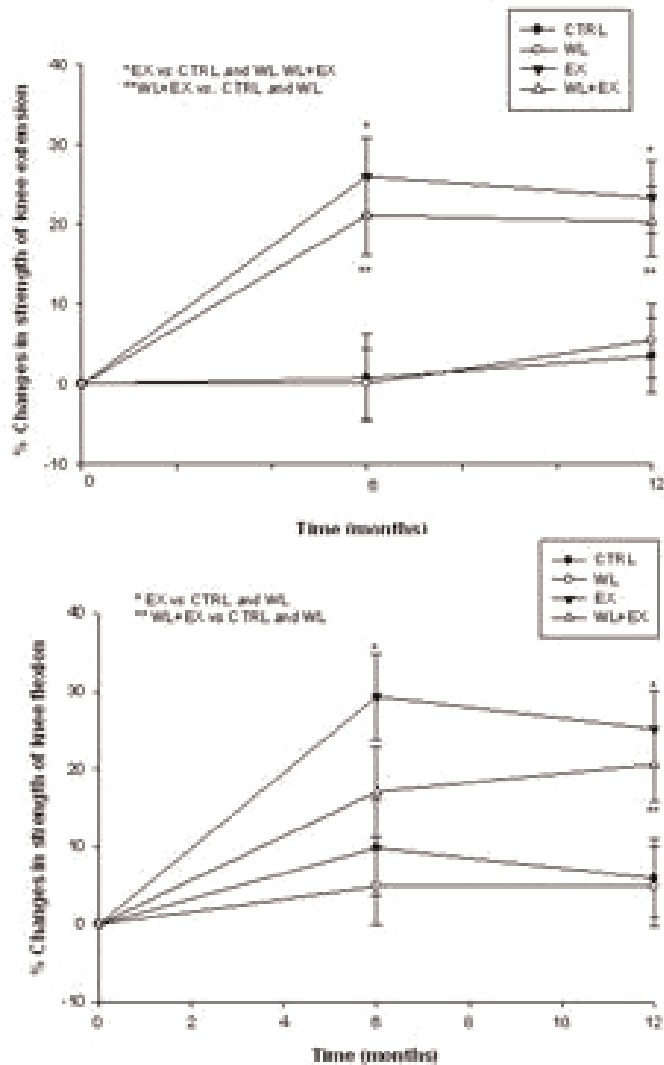 CTRL
WL
EX
WL+EX
* EX vs CTRL and WL WL+EX
**WL+EX vs. CTRL and WL
% Changes in strength of knee extension
40
30
20
10
0
-10
*
*
**
**
0
6
12
Time (months)
CTRL
WL
EX
WL+EX
* EX vs CTRL and WL
** WL+EX vs CTRL and WL
% Changes in strength of knee flexion
40
30
20
10
0
-10
*
*
**
0
2
4
6
8
10
12
Time (months)